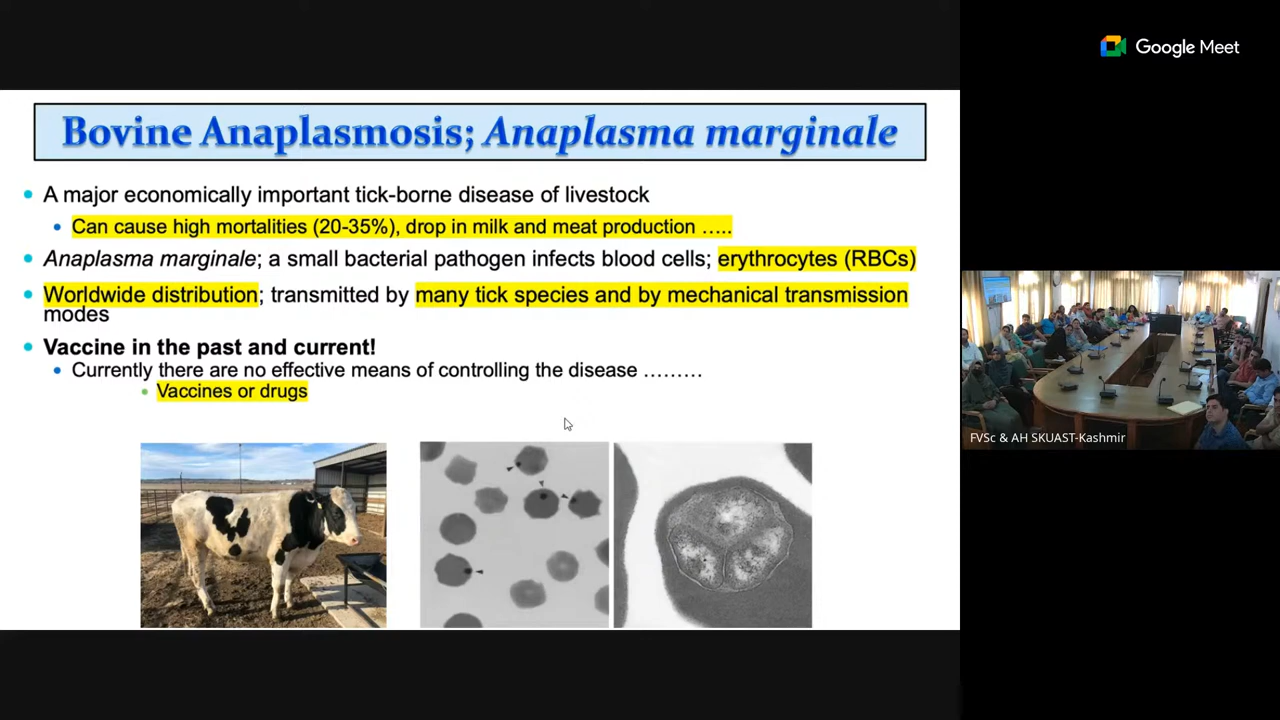 Google Meet
Bovine Anaplasmosis; Anaplasma marginale
• A major economically important tick-borne disease of livestock
• Can cause high mortalities (20-35%), drop in milk and meat production …..
• Anaplasma marginale; a small bacterial pathogen infects blood cells; erythrocytes (RBCs)
• Worldwide distribution; transmitted by many tick species and by mechanical transmission
modes
• Vaccine in the past and current!
• Currently there are no effective means of controlling the disease ………
• Vaccines or drugs
FVSc & AH SKUAST-Kashmir